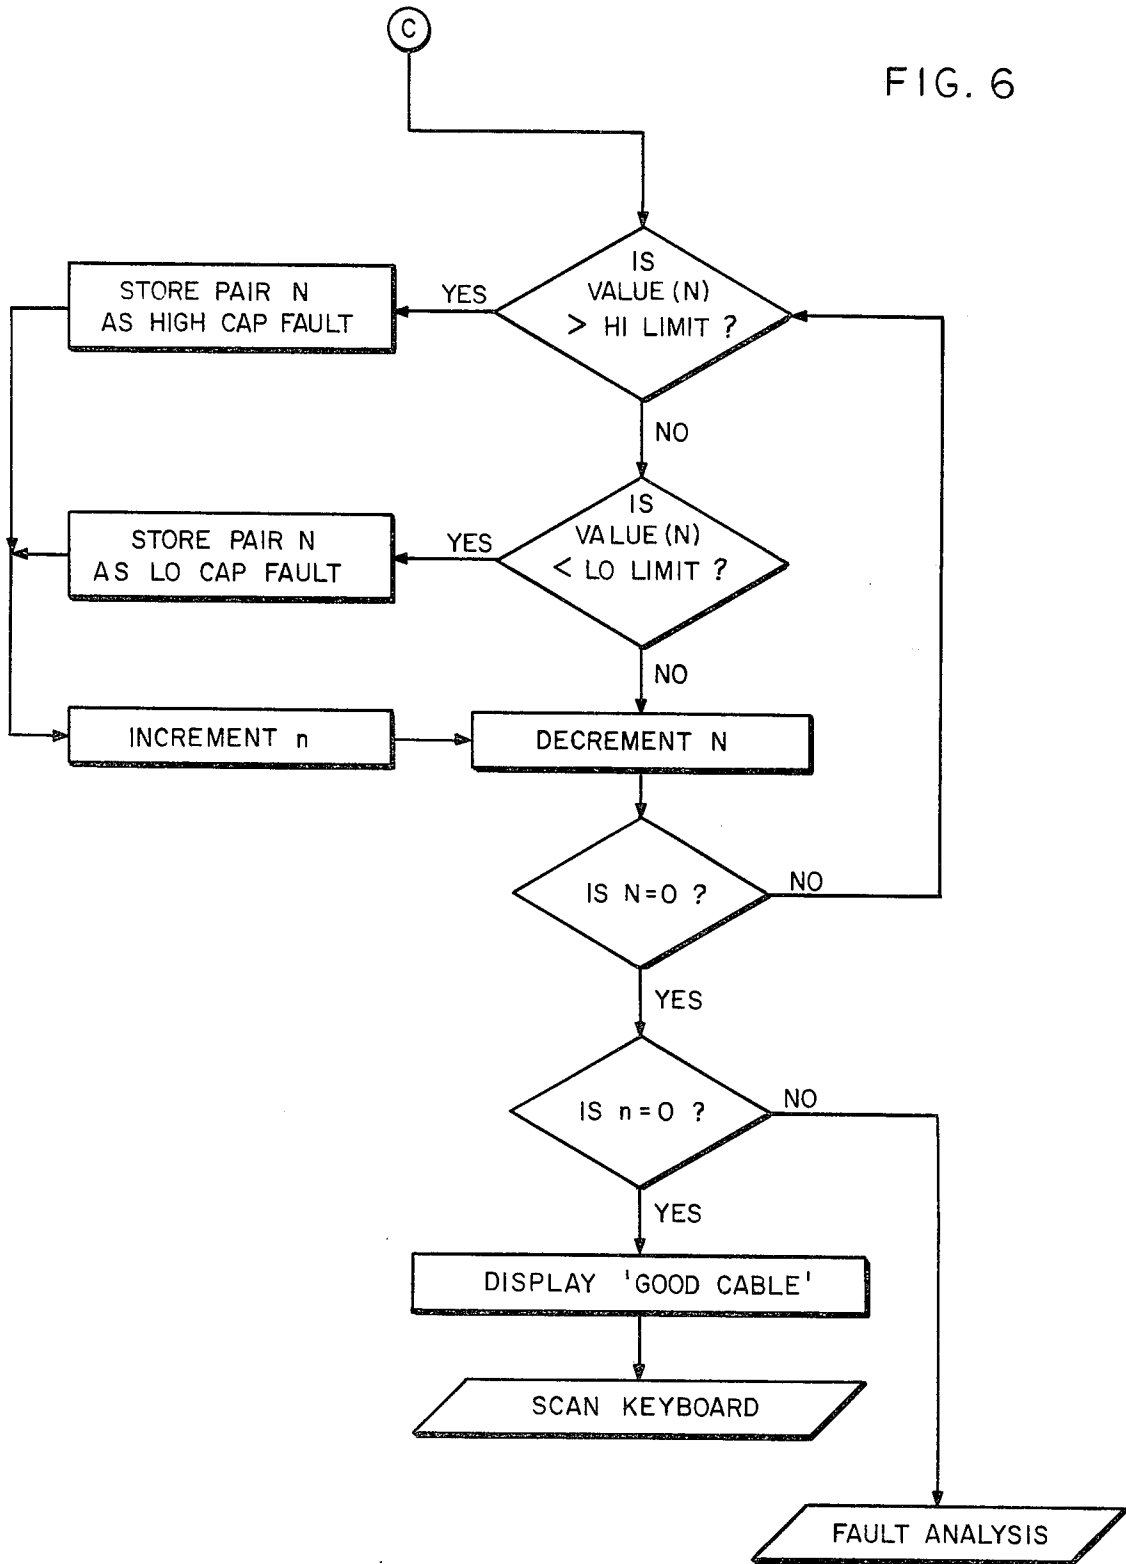 C
FIG. 6
IS
VALUE (N)
> HI LIMIT ?
YES
STORE PAIR N
AS HIGH CAP FAULT
NO
IS
VALUE (N)
< LO LIMIT ?
YES
STORE PAIR N
AS LO CAP FAULT
NO
INCREMENT n
DECREMENT N
IS N=0 ?
NO
YES
IS n=0 ?
NO
YES
DISPLAY 'GOOD CABLE'
SCAN KEYBOARD
FAULT ANALYSIS